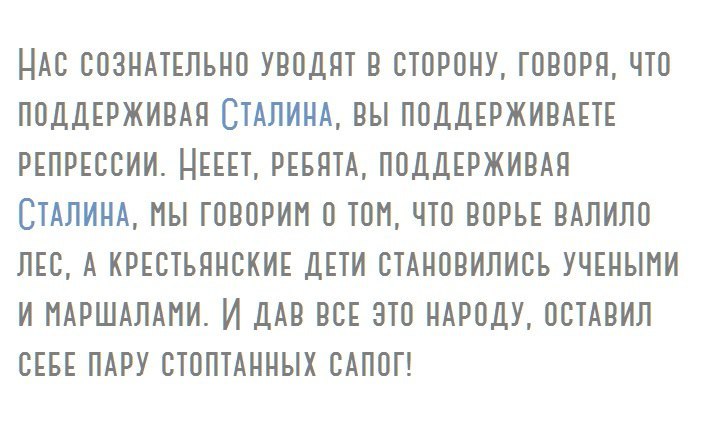 Нас сознательно уводят в сторону, говоря, что
поддерживая Сталина, вы поддерживаете
репрессии. Нееет, ребята, поддерживая
Сталина, мы говорим о том, что ворье валило
лес, а крестьянские дети становились учеными
и маршалами. И дав все это народу, оставил
себе пару стоптанных сапог!